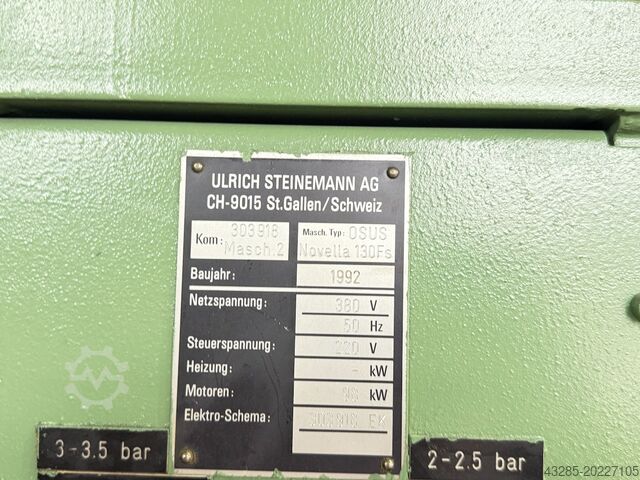 ULRICH STEINEMANN AG
CH-9015 St.Gallen/Schweiz
Kom: 303918 Masch.2
Masch. Typ: OSUS Novella 130Fs
Baujahr: 1992
Netzspannung: 380 V
50 Hz
Steuerspannung: 220 V
Heizung: - kW
Motoren: kW
Elektro-Schema: EK
3-3.5 bar
2-2.5 bar
43285-20227105